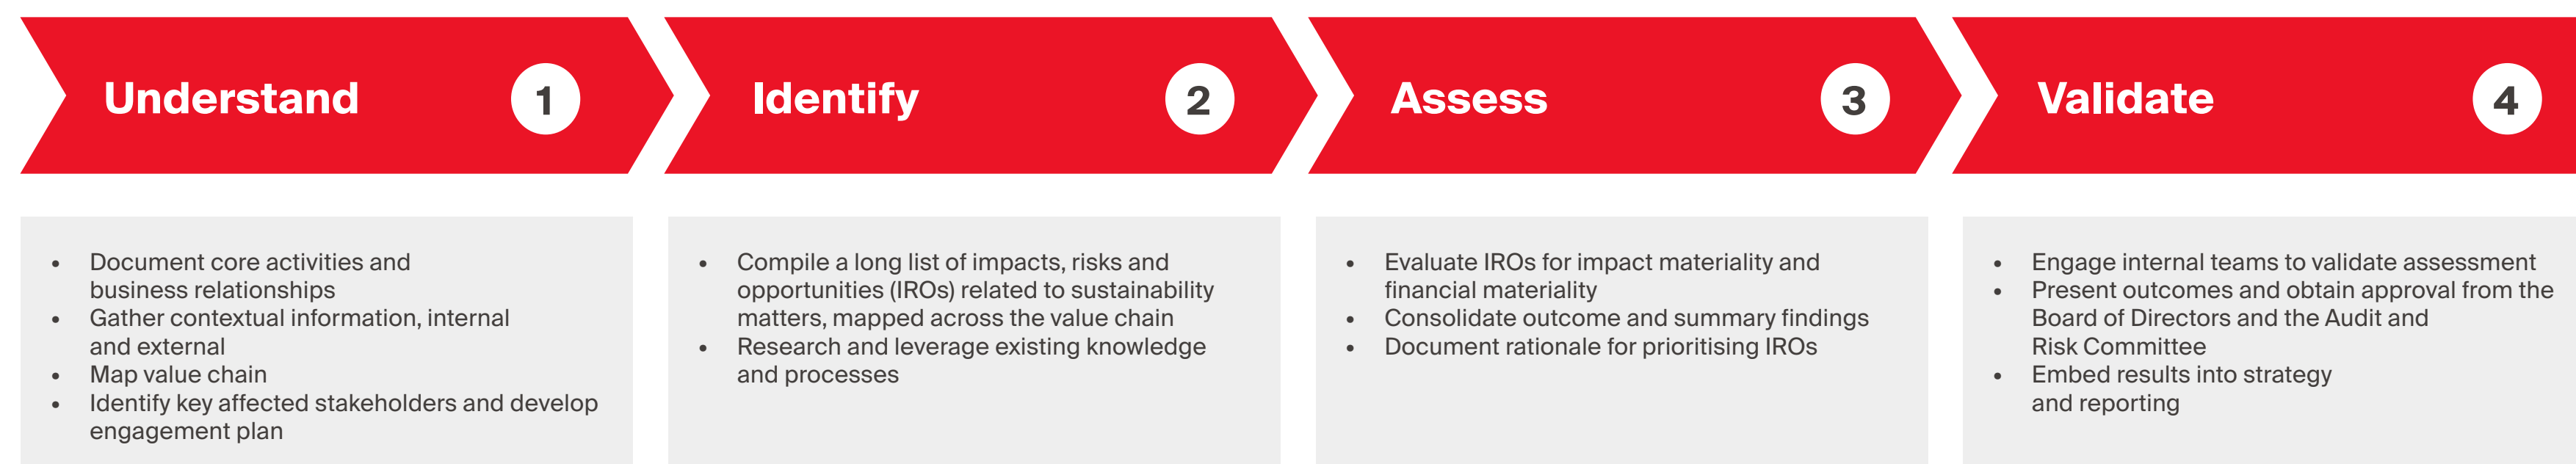 Understand 1
• Document core activities and
business relationships
• Gather contextual information, internal
and external
• Map value chain
• Identify key affected stakeholders and develop
engagement plan
Identify 2
• Compile a long list of impacts, risks and
opportunities (IROs) related to sustainability
matters, mapped across the value chain
• Research and leverage existing knowledge
and processes
Assess 3
• Evaluate IROs for impact materiality and
financial materiality
• Consolidate outcome and summary findings
• Document rationale for prioritising IROs
Validate 4
• Engage internal teams to validate assessment
• Present outcomes and obtain approval from the
Board of Directors and the Audit and
Risk Committee
• Embed results into strategy
and reporting